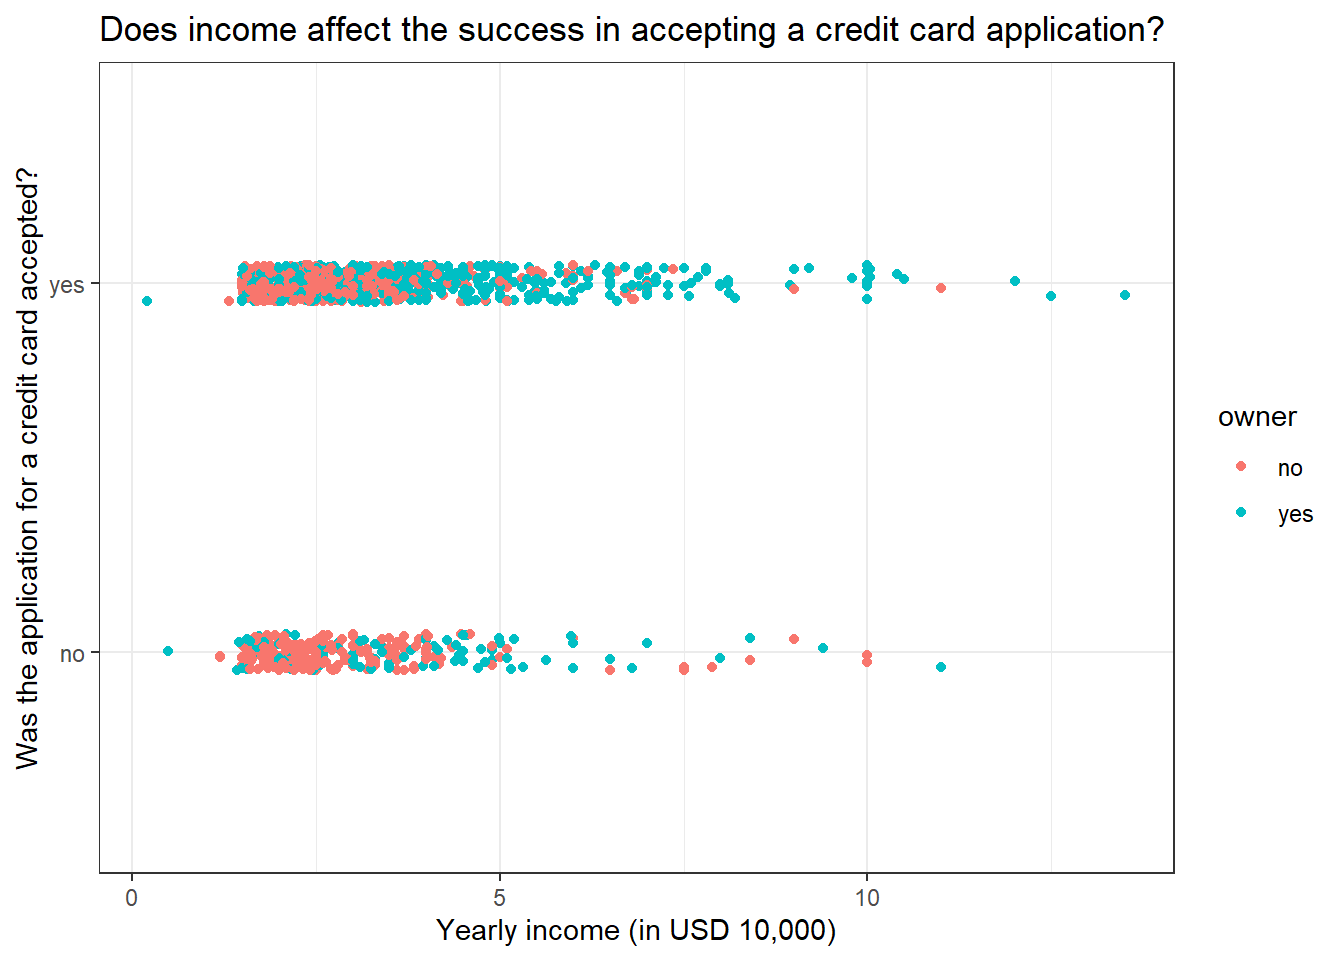 Does income affect the success in accepting a credit card application?
Was the application for a credit card accepted?
yes
no
0
5
10
Yearly income (in USD 10,000)
owner
no
yes